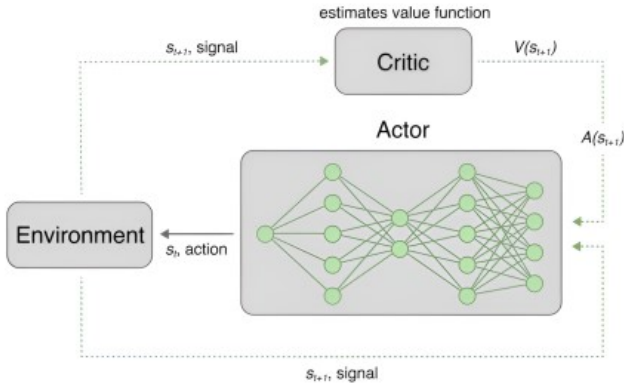 estimates value function
s_{t+1}, signal
Critic
V(s_{t+1})
Actor
A(s_{t+1})
Environment
s_t, action
s_{t+1}, signal